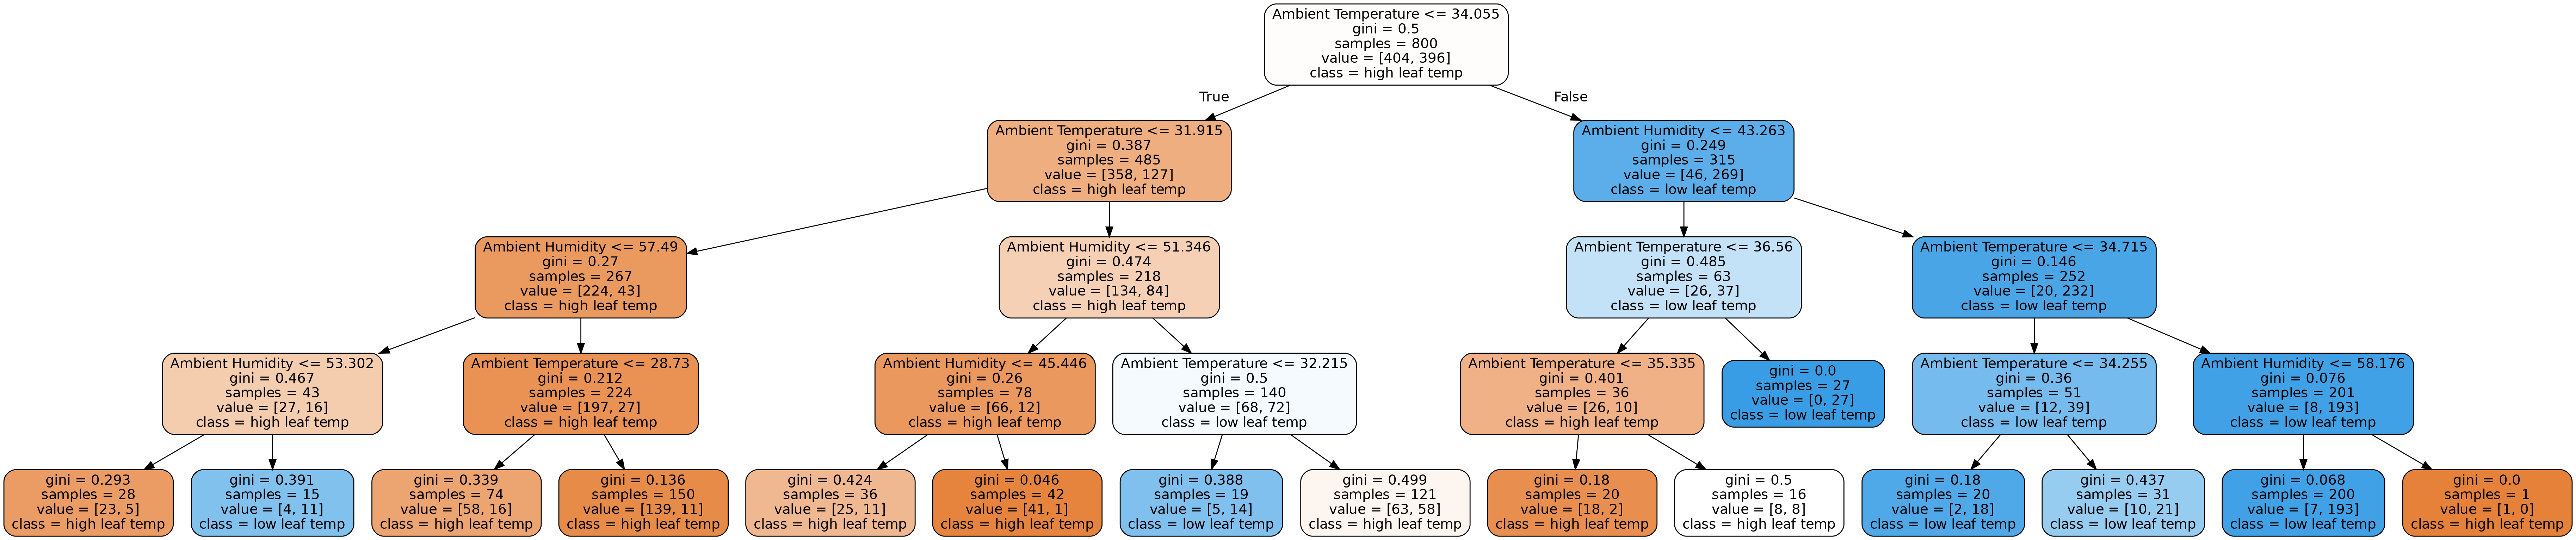 Ambient Temperature <= 34.055
gini = 0.5
samples = 800
value = [404, 396]
class = high leaf temp
True
False
Ambient Temperature <= 31.915
gini = 0.387
samples = 485
value = [358, 127]
class = high leaf temp
Ambient Humidity <= 43.263
gini = 0.249
samples = 315
value = [46, 269]
class = low leaf temp
Ambient Humidity <= 57.49
gini = 0.27
samples = 267
value = [224, 43]
class = high leaf temp
Ambient Humidity <= 51.346
gini = 0.474
samples = 218
value = [134, 84]
class = high leaf temp
Ambient Temperature <= 36.56
gini = 0.485
samples = 63
value = [26, 37]
class = low leaf temp
Ambient Temperature <= 34.715
gini = 0.146
samples = 252
value = [20, 232]
class = low leaf temp
Ambient Humidity <= 53.302
gini = 0.467
samples = 43
value = [27, 16]
class = high leaf temp
Ambient Temperature <= 28.73
gini = 0.212
samples = 224
value = [197, 27]
class = high leaf temp
Ambient Humidity <= 45.446
gini = 0.26
samples = 78
value = [66, 12]
class = high leaf temp
Ambient Temperature <= 32.215
gini = 0.5
samples = 140
value = [68, 72]
class = low leaf temp
Ambient Temperature <= 35.335
gini = 0.401
samples = 36
value = [26, 10]
class = high leaf temp
gini = 0.0
samples = 27
value = [0, 27]
class = low leaf temp
Ambient Temperature <= 34.255
gini = 0.36
samples = 51
value = [12, 39]
class = low leaf temp
Ambient Humidity <= 58.176
gini = 0.076
samples = 201
value = [8, 193]
class = low leaf temp
gini = 0.293
samples = 28
value = [23, 5]
class = high leaf temp
gini = 0.391
samples = 15
value = [4, 11]
class = low leaf temp
gini = 0.339
samples = 74
value = [58, 16]
class = high leaf temp
gini = 0.136
samples = 150
value = [139, 11]
class = high leaf temp
gini = 0.424
samples = 36
value = [25, 11]
class = high leaf temp
gini = 0.046
samples = 42
value = [41, 1]
class = high leaf temp
gini = 0.388
samples = 19
value = [5, 14]
class = low leaf temp
gini = 0.499
samples = 121
value = [63, 58]
class = high leaf temp
gini = 0.18
samples = 20
value = [18, 2]
class = high leaf temp
gini = 0.5
samples = 16
value = [8, 8]
class = high leaf temp
gini = 0.18
samples = 20
value = [2, 18]
class = low leaf temp
gini = 0.437
samples = 31
value = [10, 21]
class = low leaf temp
gini = 0.068
samples = 200
value = [7, 193]
class = low leaf temp
gini = 0.0
samples = 1
value = [1, 0]
class = high leaf temp